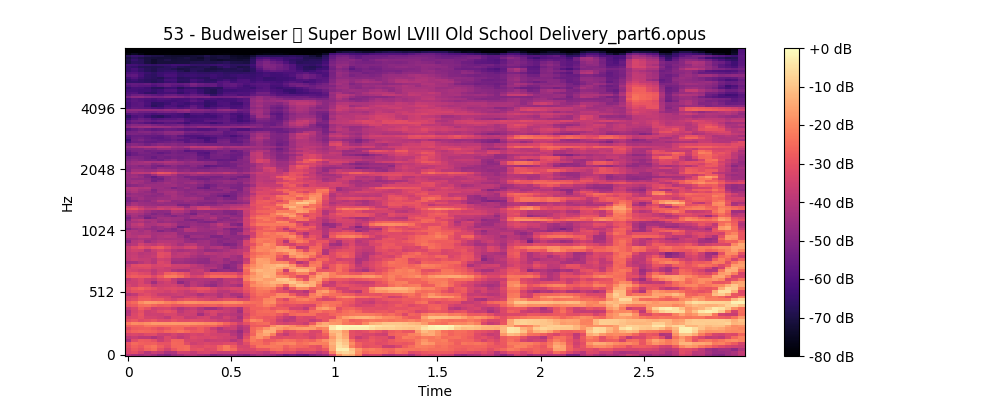 53 - Budweiser ▯ Super Bowl LVIII Old School Delivery_part6.opus
+0 dB
4096
-10 dB
-20 dB
2048
-30 dB
Hz
-40 dB
1024
-50 dB
512
-60 dB
-70 dB
0
-80 dB
0 0.5 1 1.5 2 2.5
Time